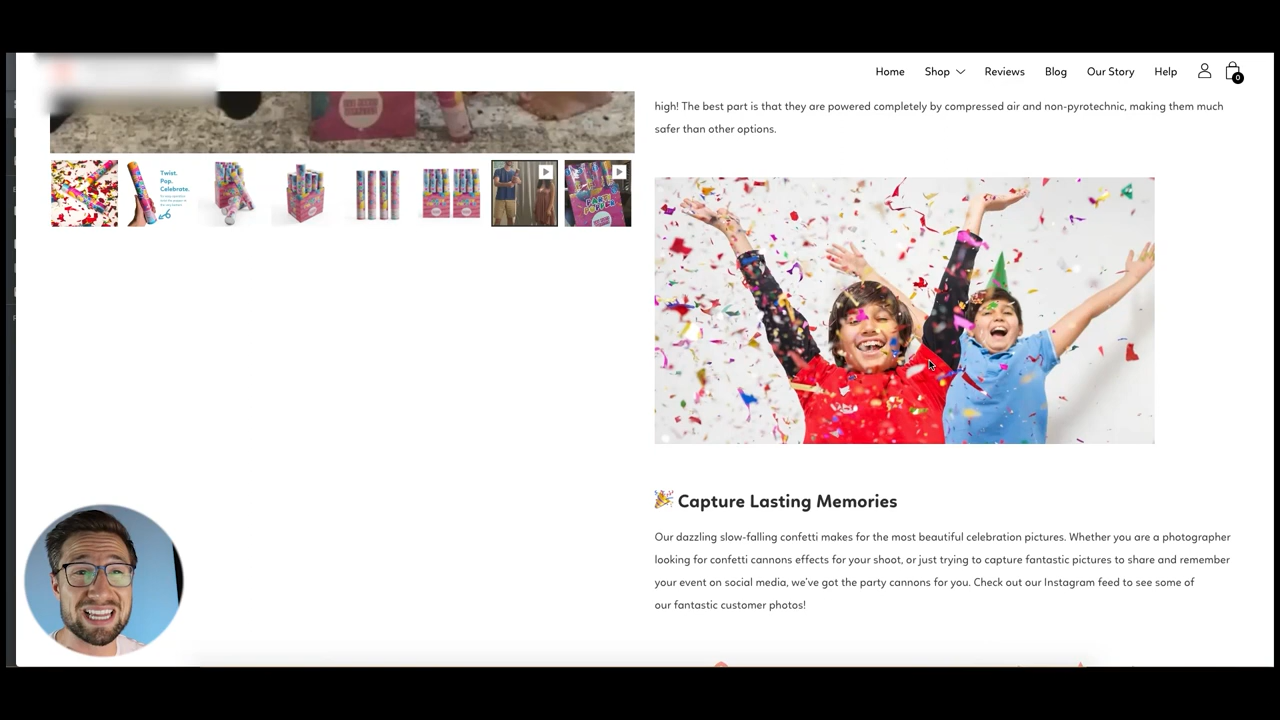 Home Shop Reviews Blog Our Story Help
0
high! The best part is that they are powered completely by compressed air and non-pyrotechnic, making them much
safer than other options.
Twist.
Pop.
Celebrate.
🎉 Capture Lasting Memories
Our dazzling slow-falling confetti makes for the most beautiful celebration pictures. Whether you are a photographer
looking for confetti cannons effects for your shoot, or just trying to capture fantastic pictures to share and remember
your event on social media, we've got the party cannons for you. Check out our Instagram feed to see some of
our fantastic customer photos!